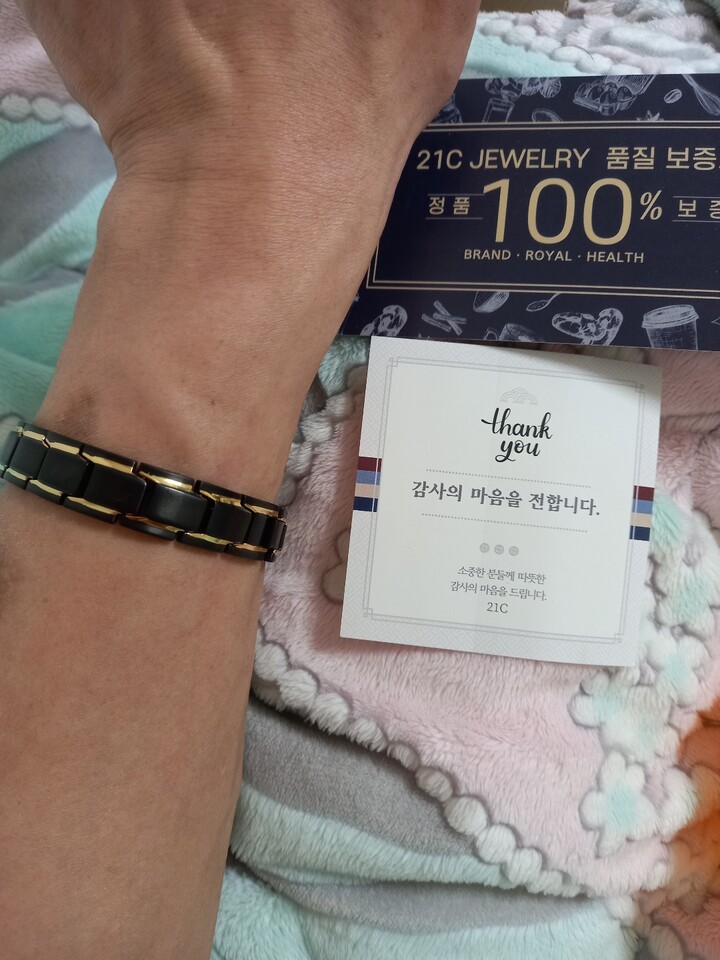 21C JEWELRY 품질 보증
정품 100% 보증
BRAND · ROYAL · HEALTH
thank
you
감사의 마음을 전합니다.
소중한 분들께 따뜻한
감사의 마음을 드립니다.
21C